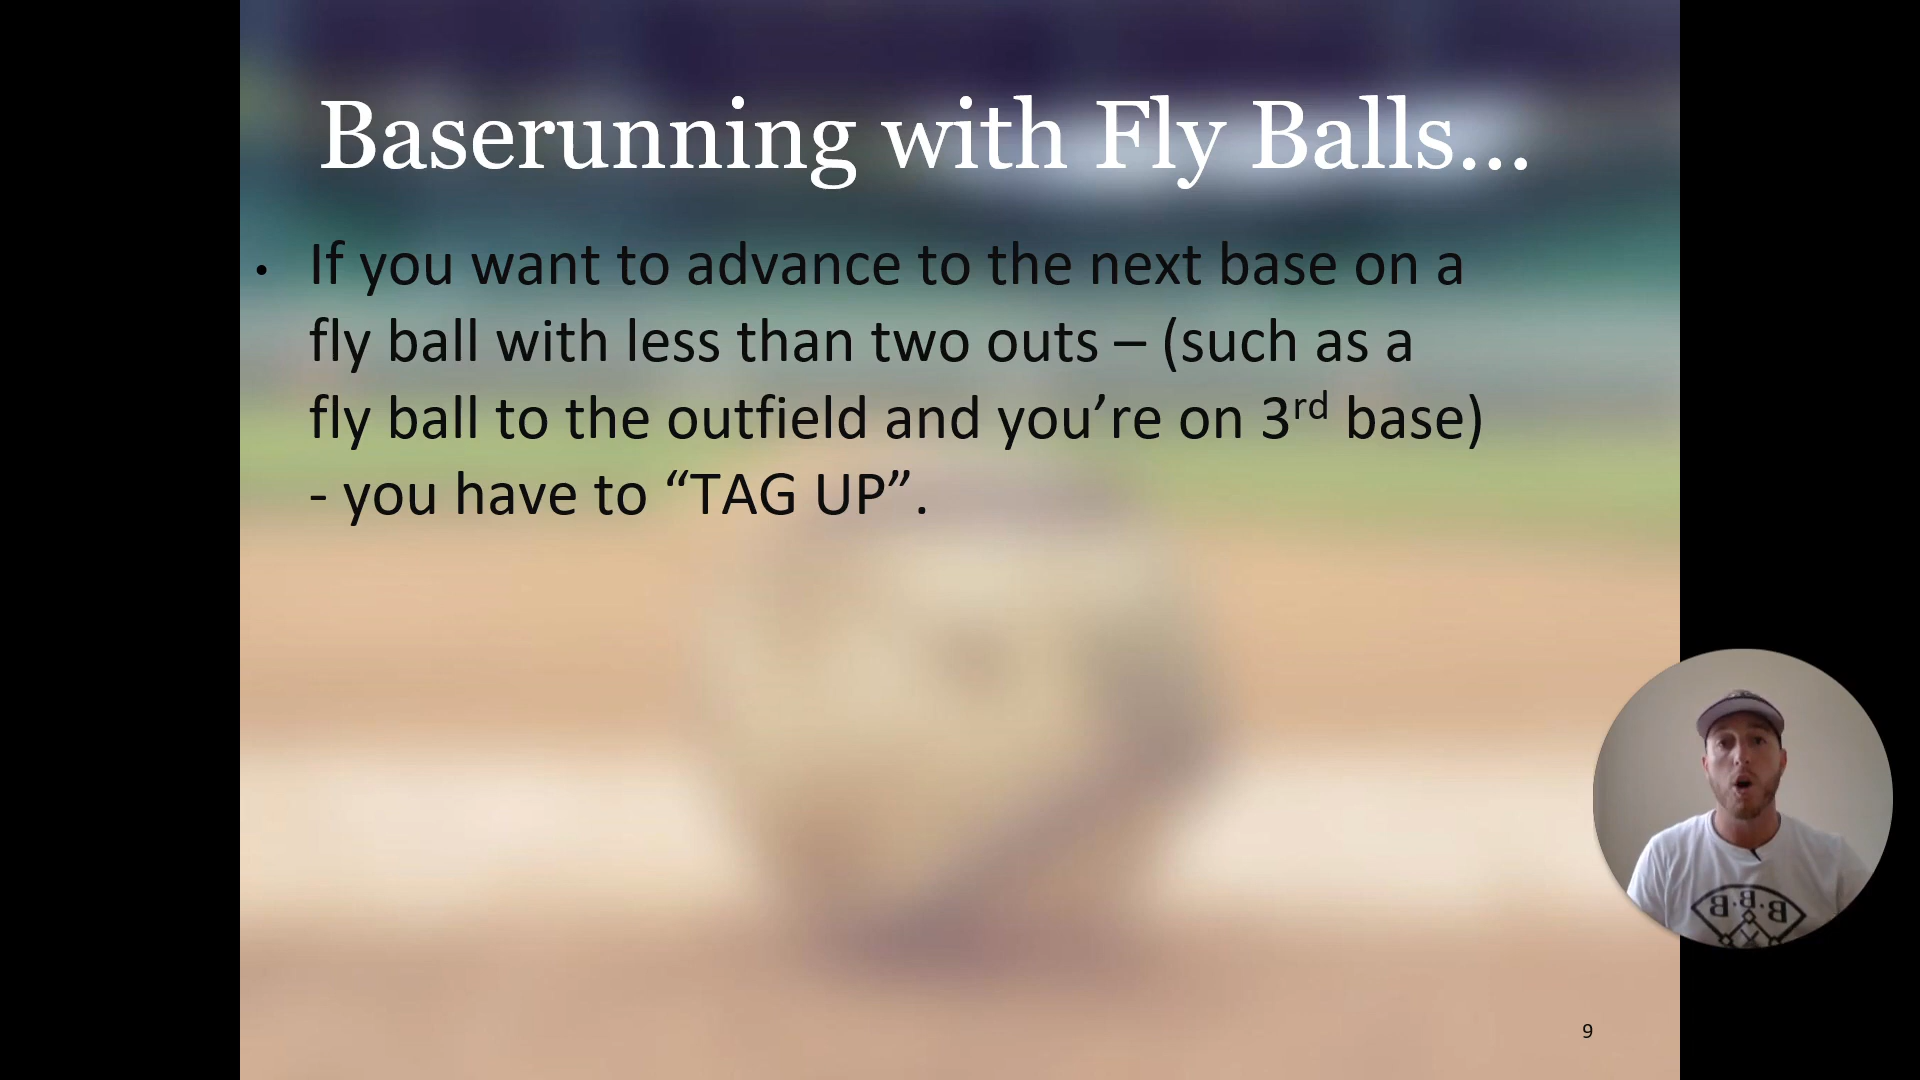 Baserunning with Fly Balls...
• If you want to advance to the next base on a
fly ball with less than two outs – (such as a
fly ball to the outfield and you’re on 3rd base)
- you have to “TAG UP”.
B·B·B
9